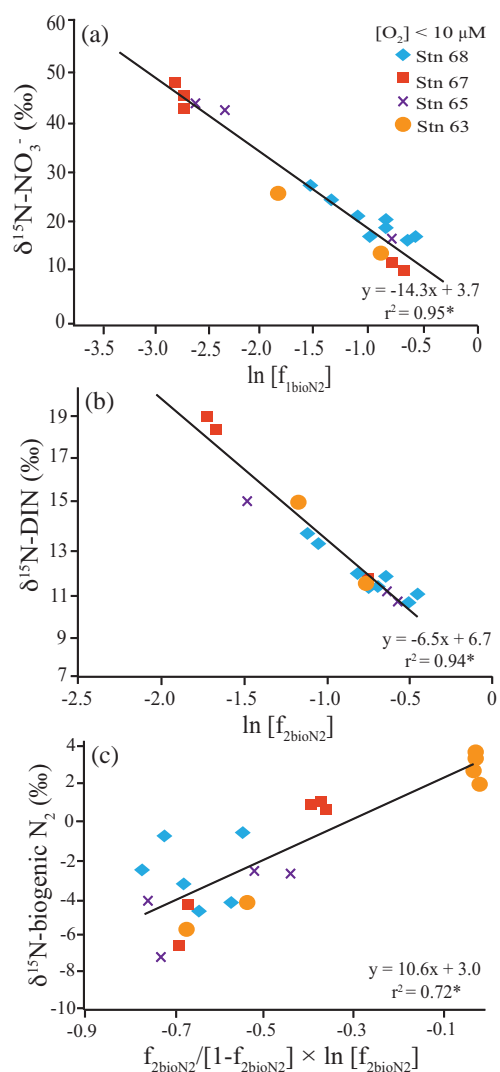 (a)
[O2] < 10 μM
Stn 68
Stn 67
Stn 65
Stn 63
60
50
40
30
20
10
0
δ15N-NO3- (‰)
y = -14.3x + 3.7
r2 = 0.95*
-3.5 -3.0 -2.5 -2.0 -1.5 -1.0 -0.5 0.0
ln [f1bioN2]
(b)
19
17
15
13
11
9
7
δ15N-DIN (‰)
y = -6.5x + 6.7
r2 = 0.94*
-2.5 -2.0 -1.5 -1.0 -0.5 0
ln [f2bioN2]
(c)
4
2
0
-2
-4
-6
-8
-10
δ15N-biogenic N2 (‰)
y = 10.6x + 3.0
r2 = 0.72*
-0.9 -0.7 -0.5 -0.3 -0.1
f2bioN2/[1-f2bioN2] × ln [f2bioN2]